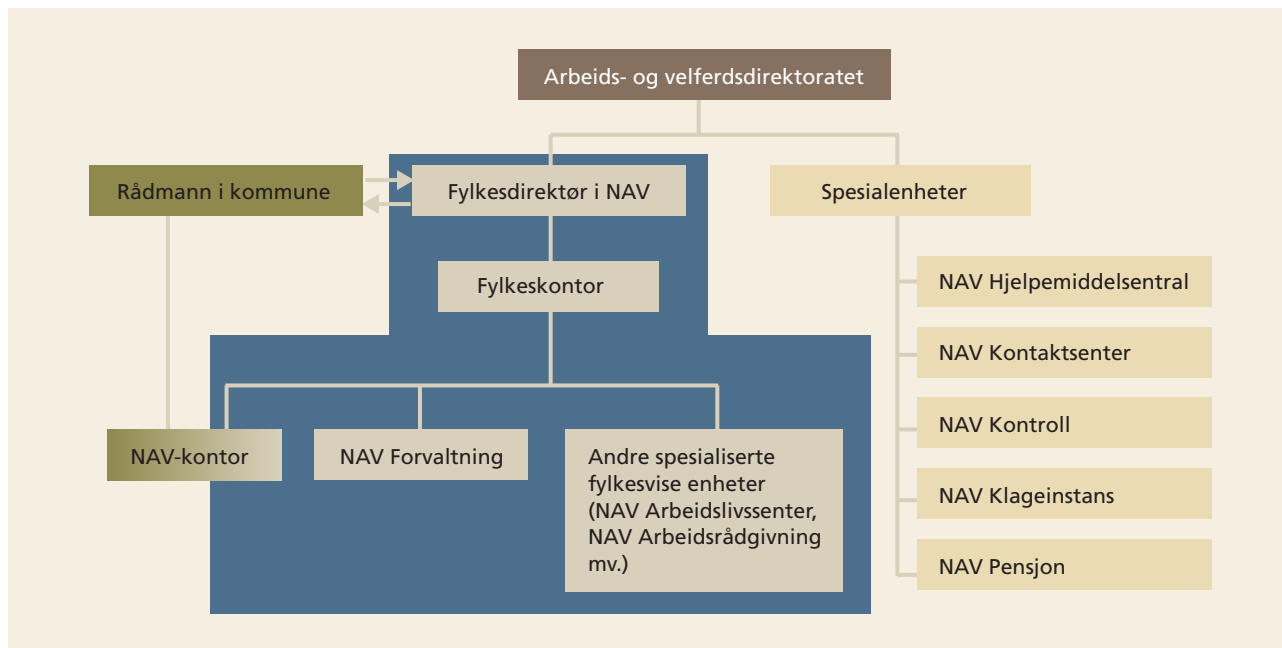 Arbeids- og velferdsdirektoratet
Rådmann i kommune
Fylkesdirektør i NAV
Spesialenheter
Fylkeskontor
NAV Hjelpemiddelsentral
NAV Kontaktsenter
NAV Kontroll
NAV Klageinstans
NAV Pensjon
NAV-kontor
NAV Forvaltning
Andre spesialiserte
fylkesvise enheter
(NAV Arbeidslivssenter,
NAV Arbeidsrådgivning
mv.)